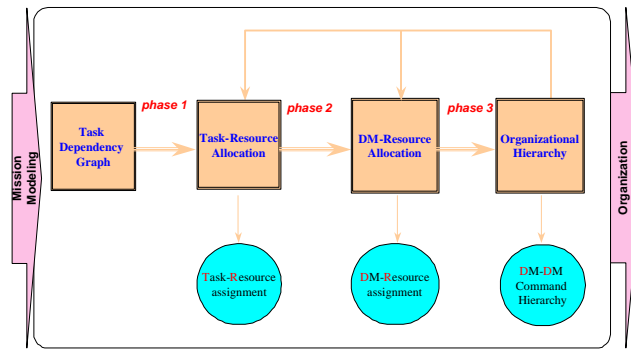 Mission
Modeling
phase 1
phase 2
phase 3
Task
Dependency
Graph
Task-Resource
Allocation
DM-Resource
Allocation
Organizational
Hierarchy
Organization
Task-Resource
assignment
DM-Resource
assignment
DM-DM
Command
Hierarchy